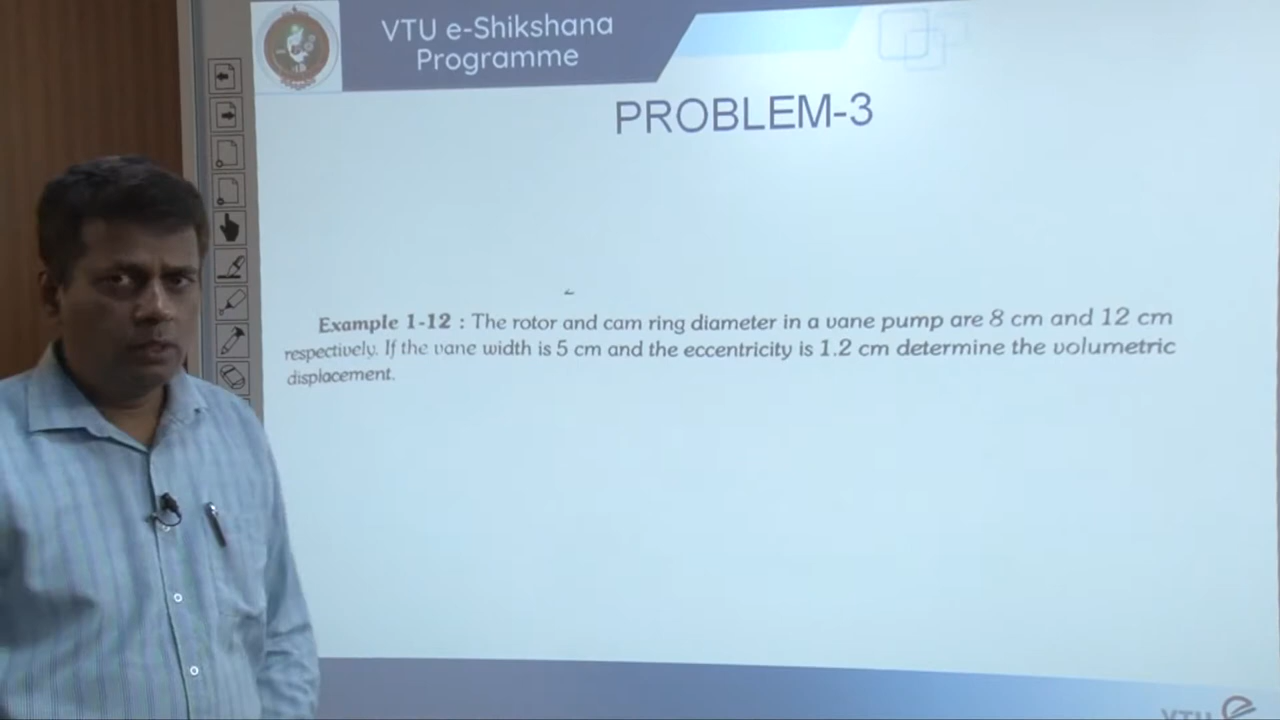 VTU e-Shikshana
Programme
PROBLEM-3
Example 1-12 : The rotor and cam ring diameter in a vane pump are 8 cm and 12 cm
respectively. If the vane width is 5 cm and the eccentricity is 1.2 cm determine the volumetric
displacement.
VTU e